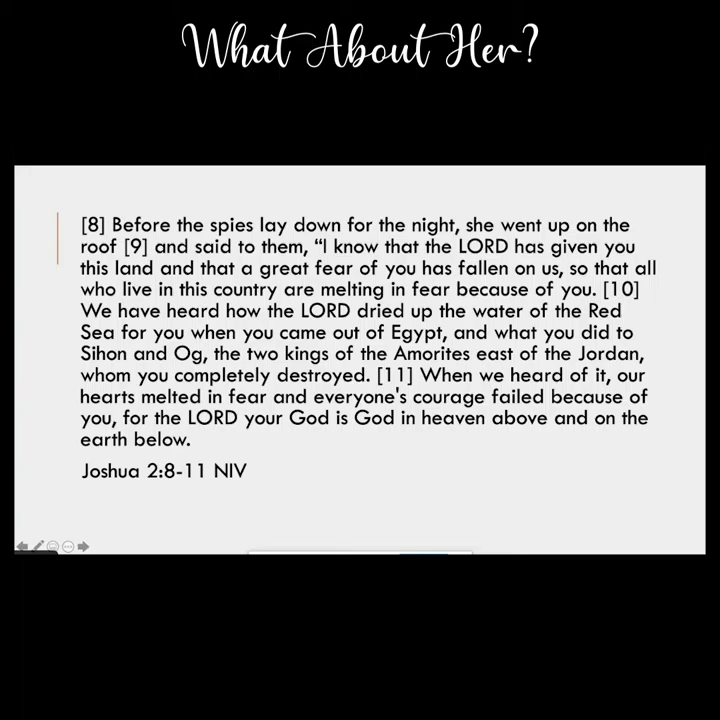 What About Her?
[8] Before the spies lay down for the night, she went up on the
roof [9] and said to them, “I know that the LORD has given you
this land and that a great fear of you has fallen on us, so that all
who live in this country are melting in fear because of you. [10]
We have heard how the LORD dried up the water of the Red
Sea for you when you came out of Egypt, and what you did to
Sihon and Og, the two kings of the Amorites east of the Jordan,
whom you completely destroyed. [11] When we heard of it, our
hearts melted in fear and everyone's courage failed because of
you, for the LORD your God is God in heaven above and on the
earth below.
Joshua 2:8-11 NIV